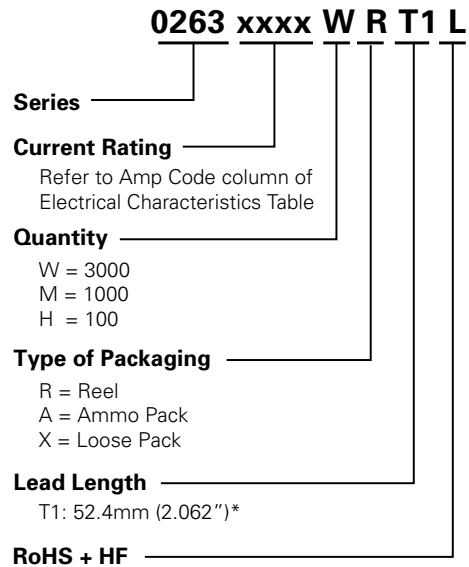 0263 xxxx W R T1 L
Series
Current Rating
Refer to Amp Code column of
Electrical Characteristics Table
Quantity
W = 3000
M = 1000
H = 100
Type of Packaging
R = Reel
A = Ammo Pack
X = Loose Pack
Lead Length
T1: 52.4mm (2.062”)*
RoHS + HF